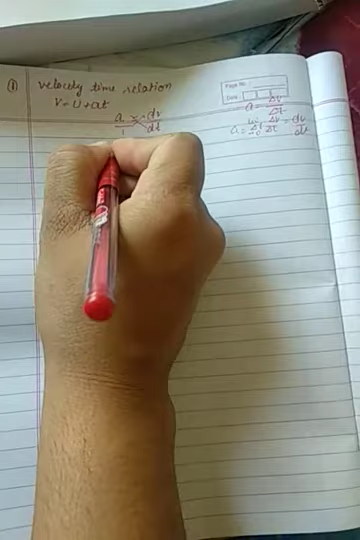 (i) velocity time relation
V = U + at
a/1 = dv/dt
Page No.
Date
a = Δv/Δt
a = lim Δt→0 Δv/Δt = dv/dt